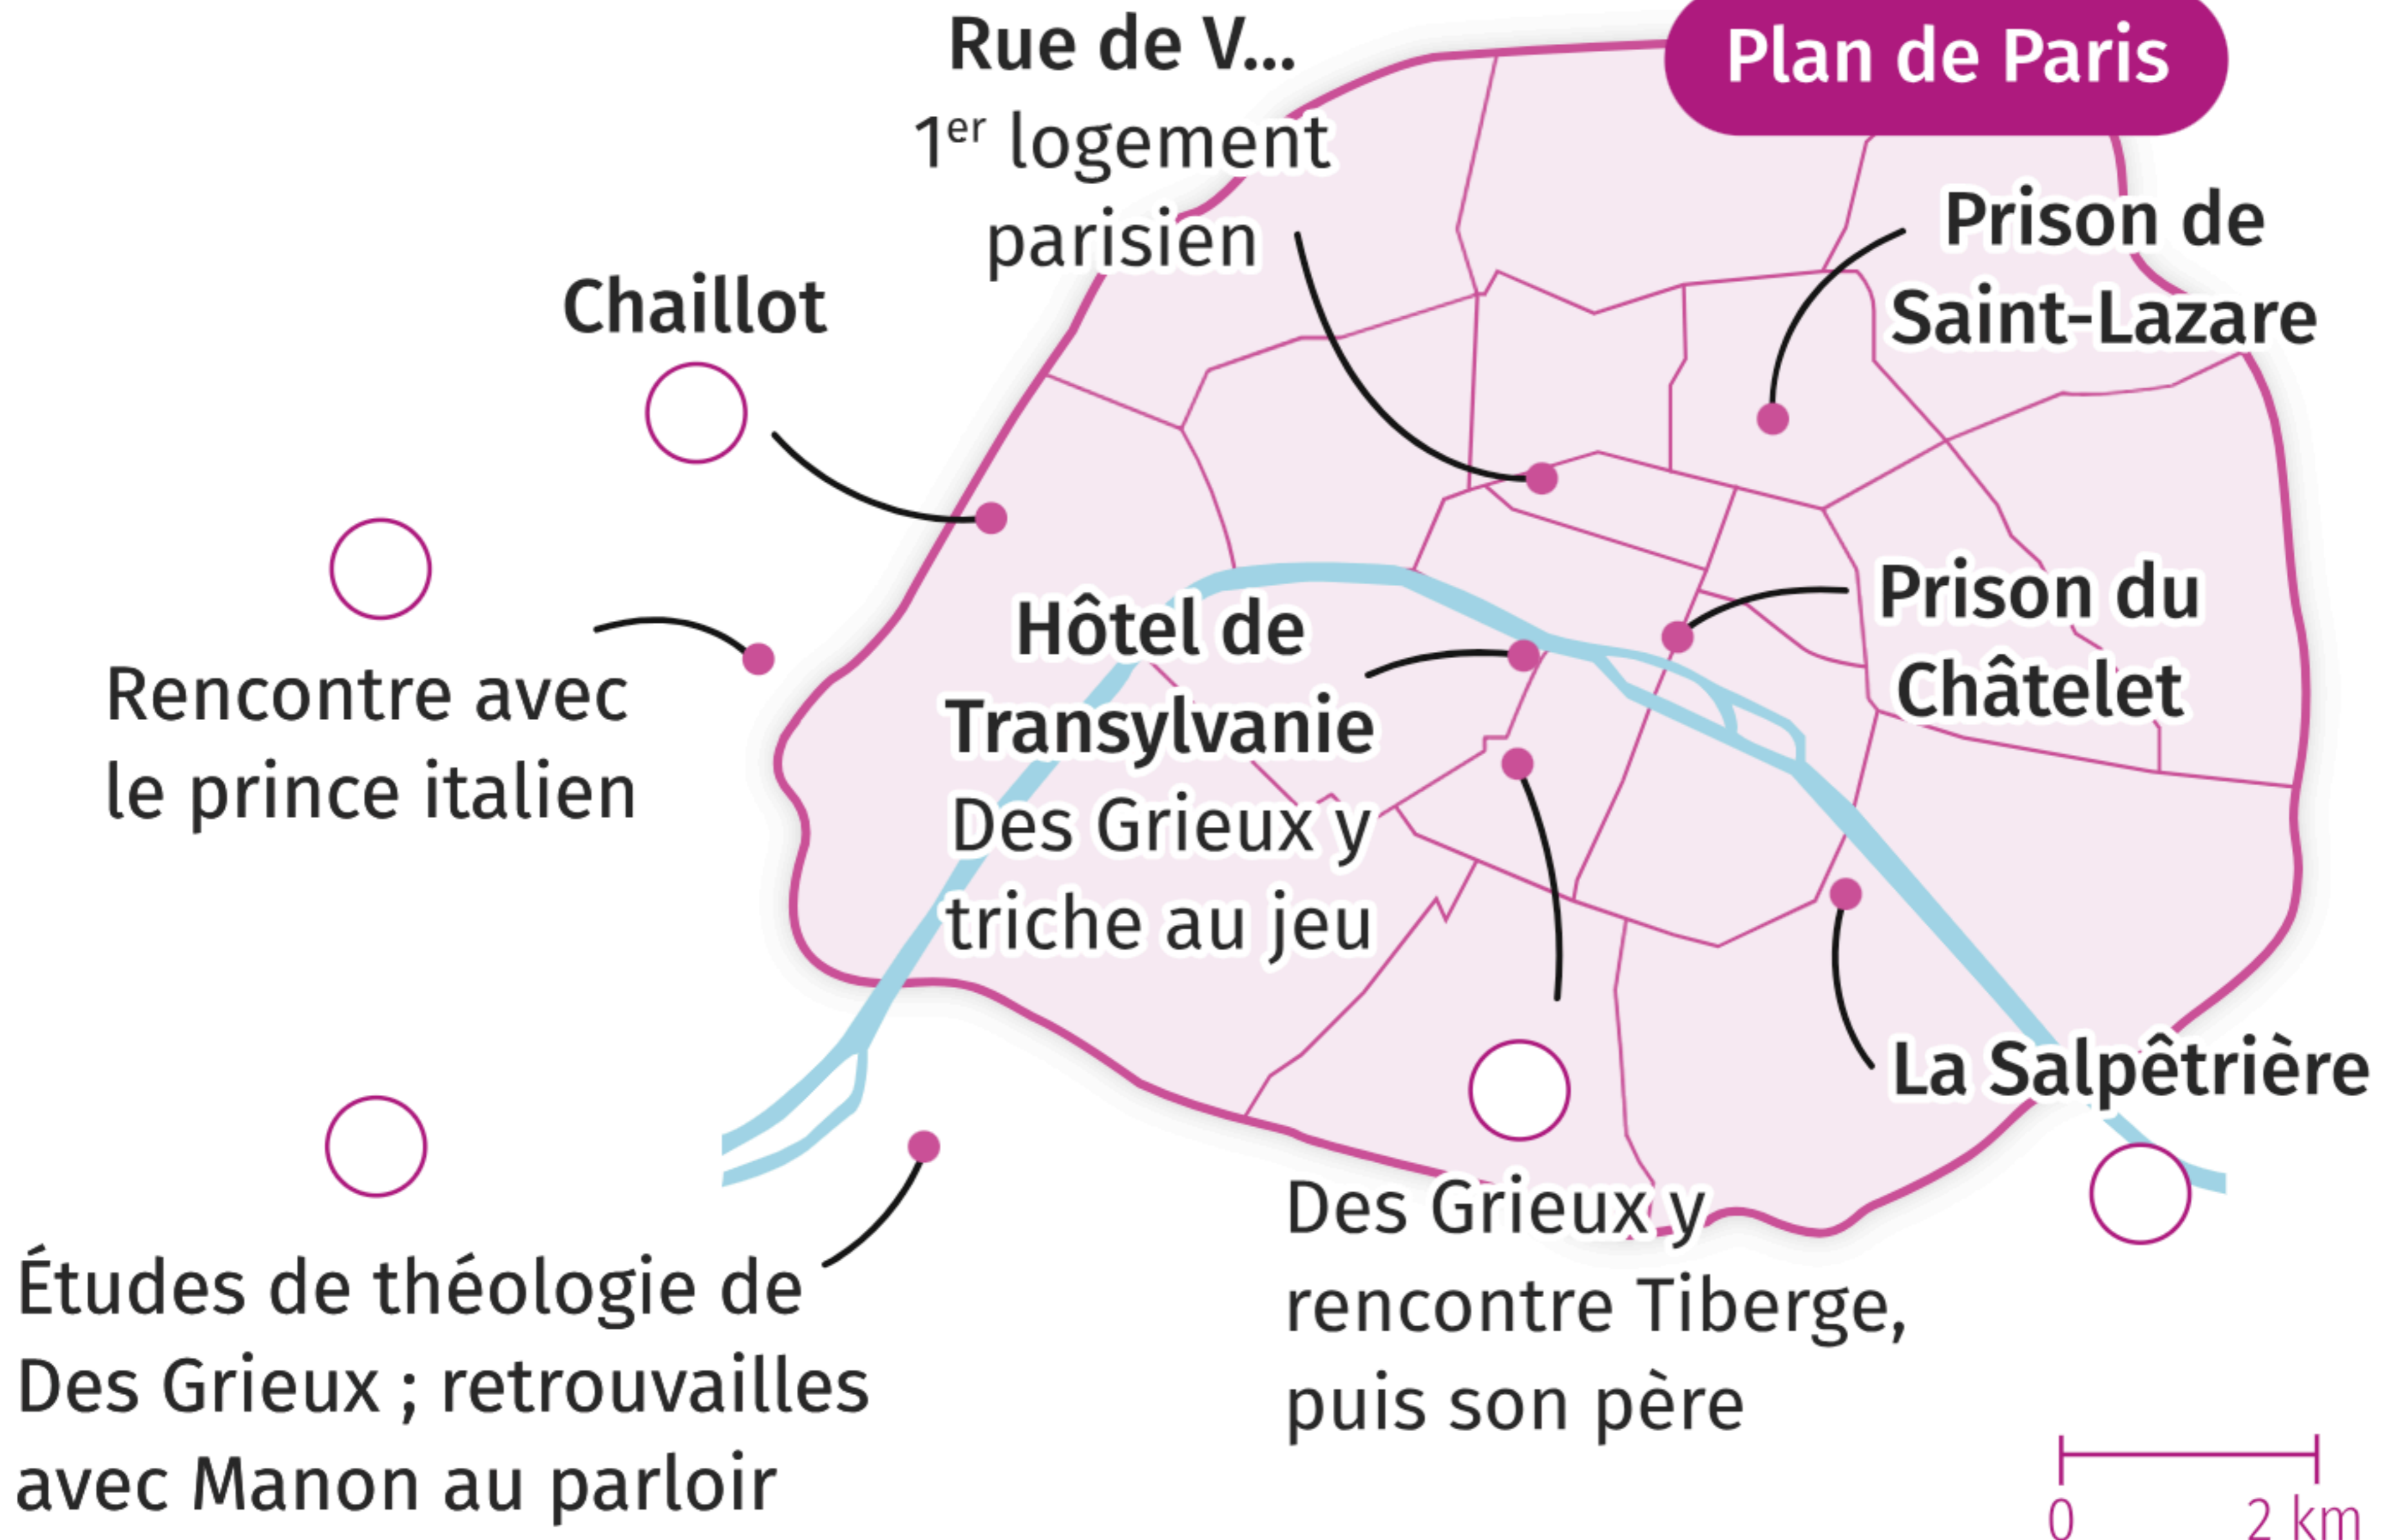 Plan de Paris
Rue de V...
1er logement
parisien
Prison de
Saint-Lazare
Chaillot
Prison du
Châtelet
Hôtel de
Transylvanie
Des Grieux y
triche au jeu
Rencontre avec
le prince italien
La Salpêtrière
Des Grieux y
rencontre Tiberge,
puis son père
Études de théologie de
Des Grieux ; retrouvailles
avec Manon au parloir
0 2 km